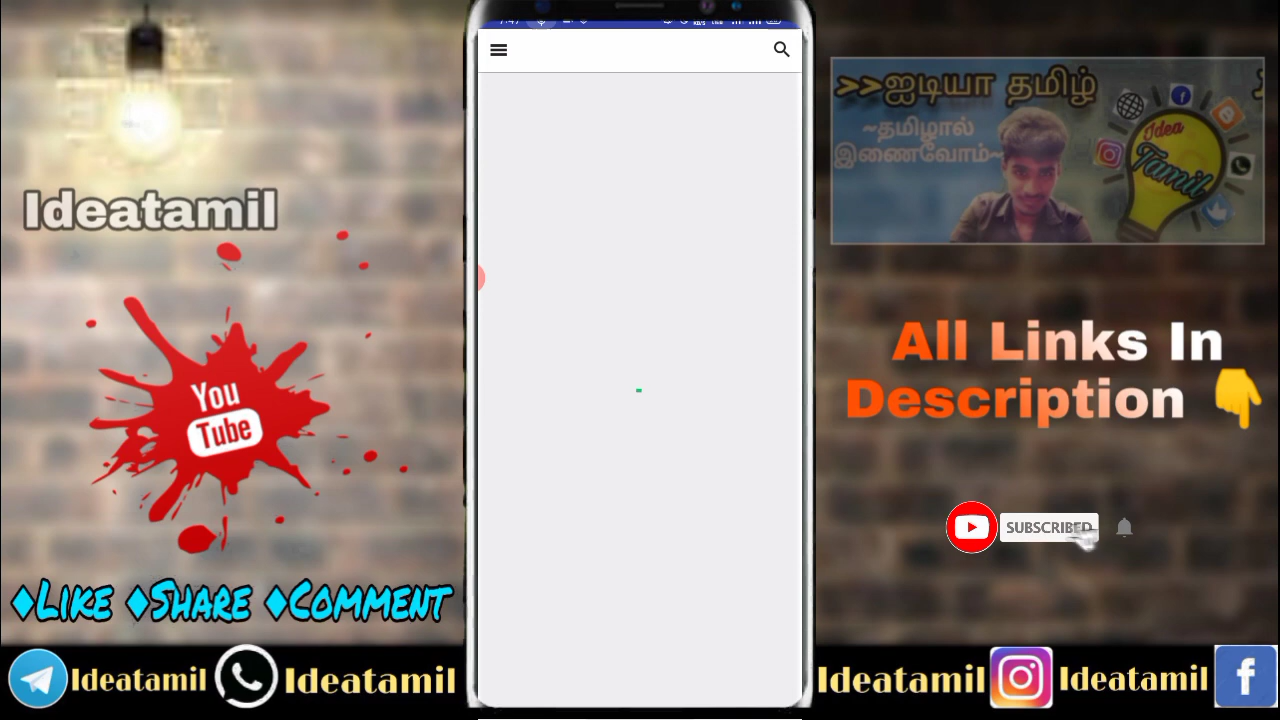 Ideatamil
You
Tube
♦LIKE ♦SHARE ♦COMMENT
Ideatamil
Ideatamil
>>ஐடியா தமிழ்
~தமிழால்
இணைவோம்~
Idea
Tamil
All Links In
Description 👇
SUBSCRIBED
Ideatamil
Ideatamil